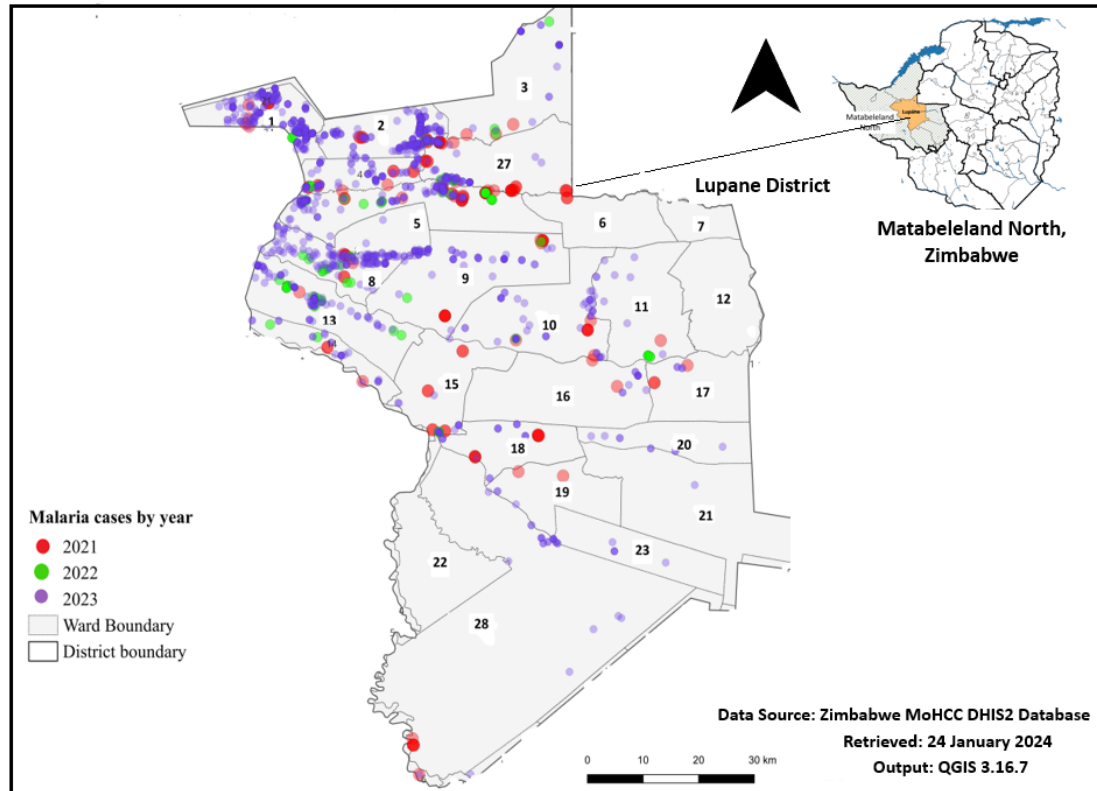 3
1
2
27
4
5
6
7
8
9
10
11
12
13
14
15
16
17
18
19
20
21
22
23
28
Matabeleland
North
Lupane
Lupane District
Matabeleland North,
Zimbabwe
Malaria cases by year
2021
2022
2023
Ward Boundary
District boundary
0 10 20 30 km
Data Source: Zimbabwe MoHCC DHIS2 Database
Retrieved: 24 January 2024
Output: QGIS 3.16.7